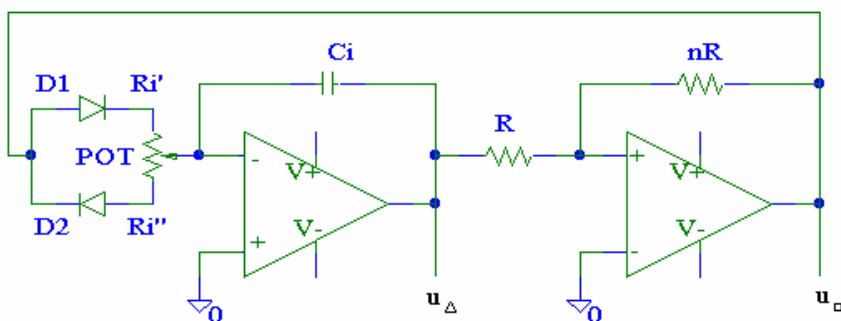 Ci
nR
D1
Ri'
R
POT
-
V+
+
V+
D2
Ri''
+
V-
-
V-
0
u△
0
u□